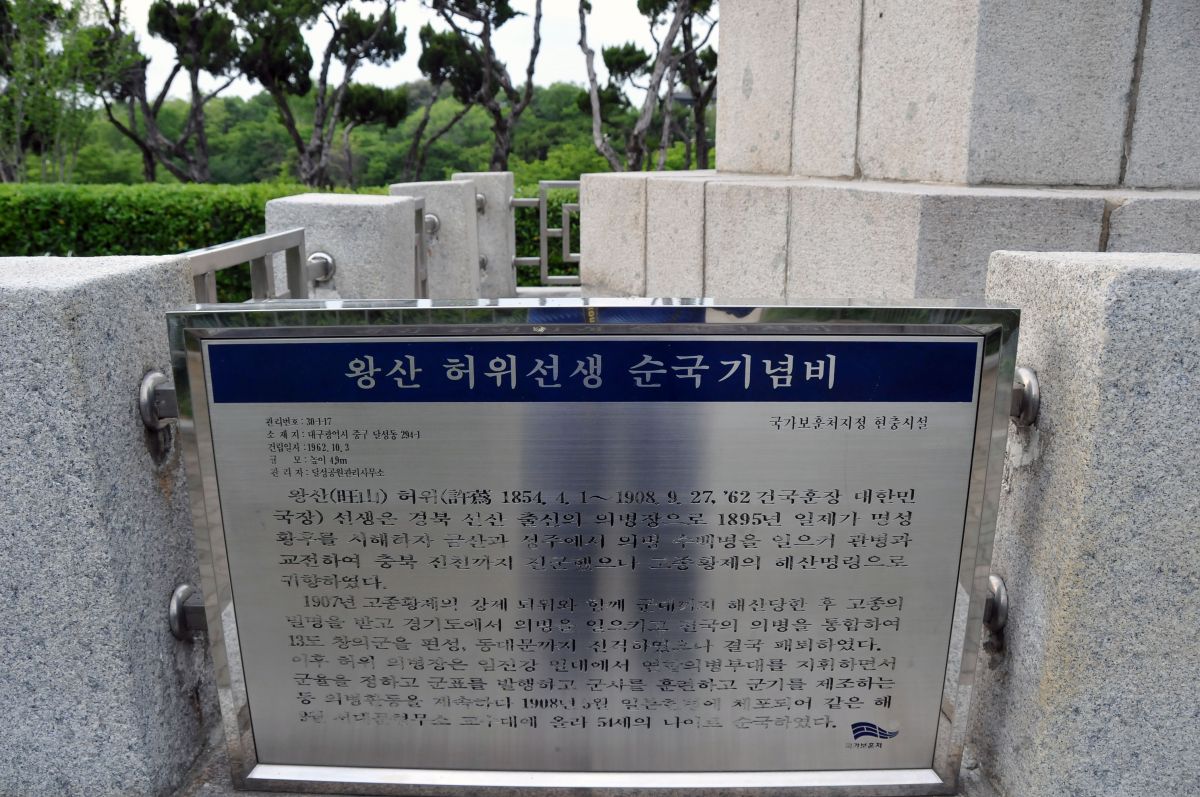 왕산 허위선생 순국기념비
관리번호 : 30-1-17
소 재 지 : 대구광역시 중구 달성동 294-1
건립일자 : 1962. 10. 3
규 모 : 높이 4.9m
관 리 자 : 달성공원관리사무소
국가보훈처지정 현충시설
왕산(旺山) 허위(許蔿 1854. 4. 1~1908. 9. 27, '62 건국훈장 대한민
국장) 선생은 경북 선산 출신의 의병장으로 1895년 일제가 명성
황후를 시해하자 금산과 성주에서 의병 수백명을 일으켜 관병과
교전하여 충북 진천까지 진군했으나 고종황제의 해산명령으로
귀향하였다.
1907년 고종황제의 강제 퇴위와 함께 군대까지 해산당한 후 고종의
밀명을 받고 경기도에서 의병을 일으키고 전국의 의병을 통합하여
13도 창의군을 편성, 동대문까지 진격하였으나 결국 패퇴하였다.
이후 허위 의병장은 임진강 일대에서 의병부대를 지휘하면서
군율을 정하고 군표를 발행하고 군사를 훈련하고 군기를 제조하는
등 의병활동을 계속하다 1908년 5월 일본헌병에 체포되어 같은 해
9월 서대문형무소 교수대에 올라 54세의 나이로 순국하였다.
국가보훈처